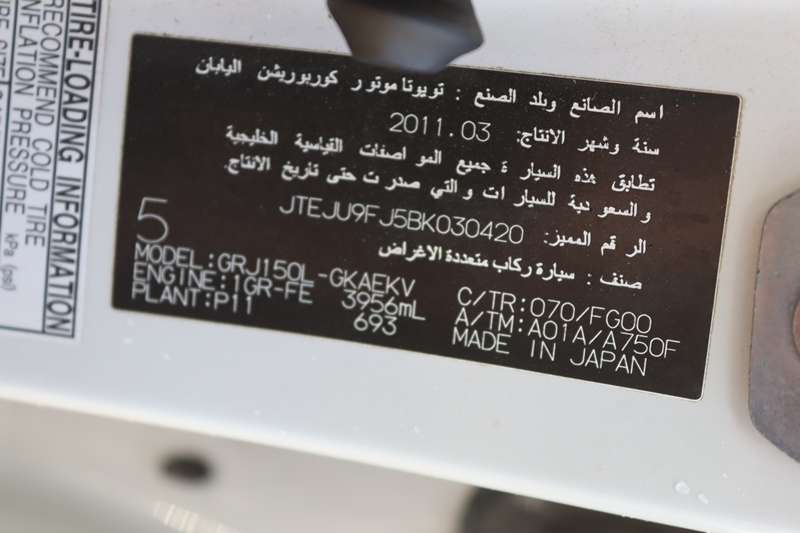 TIRE-LOADING INFORMATION
RECOMMEND COLD TIRE
INFLATION PRESSURE kPa (psi)
اسم الصانع وبلد الصنع : تويوتا موتور كوربوريشن اليابان
سنة وشهر الانتاج: 2011.03
تطابق هذه السيارة جميع المواصفات القياسية الخليجية
والسعودية للسيارات والتي صدرت حتى تاريخ الانتاج.
الرقم المميز: JTEJU9FJ5BK030420
صنف : سيارة ركاب متعددة الاغراض
5
MODEL:GRJ150L-GKAEKV
C/TR:070/FG00
ENGINE:1GR-FE 3956mL
A/TM:A01A/A750F
PLANT:P11 693
MADE IN JAPAN